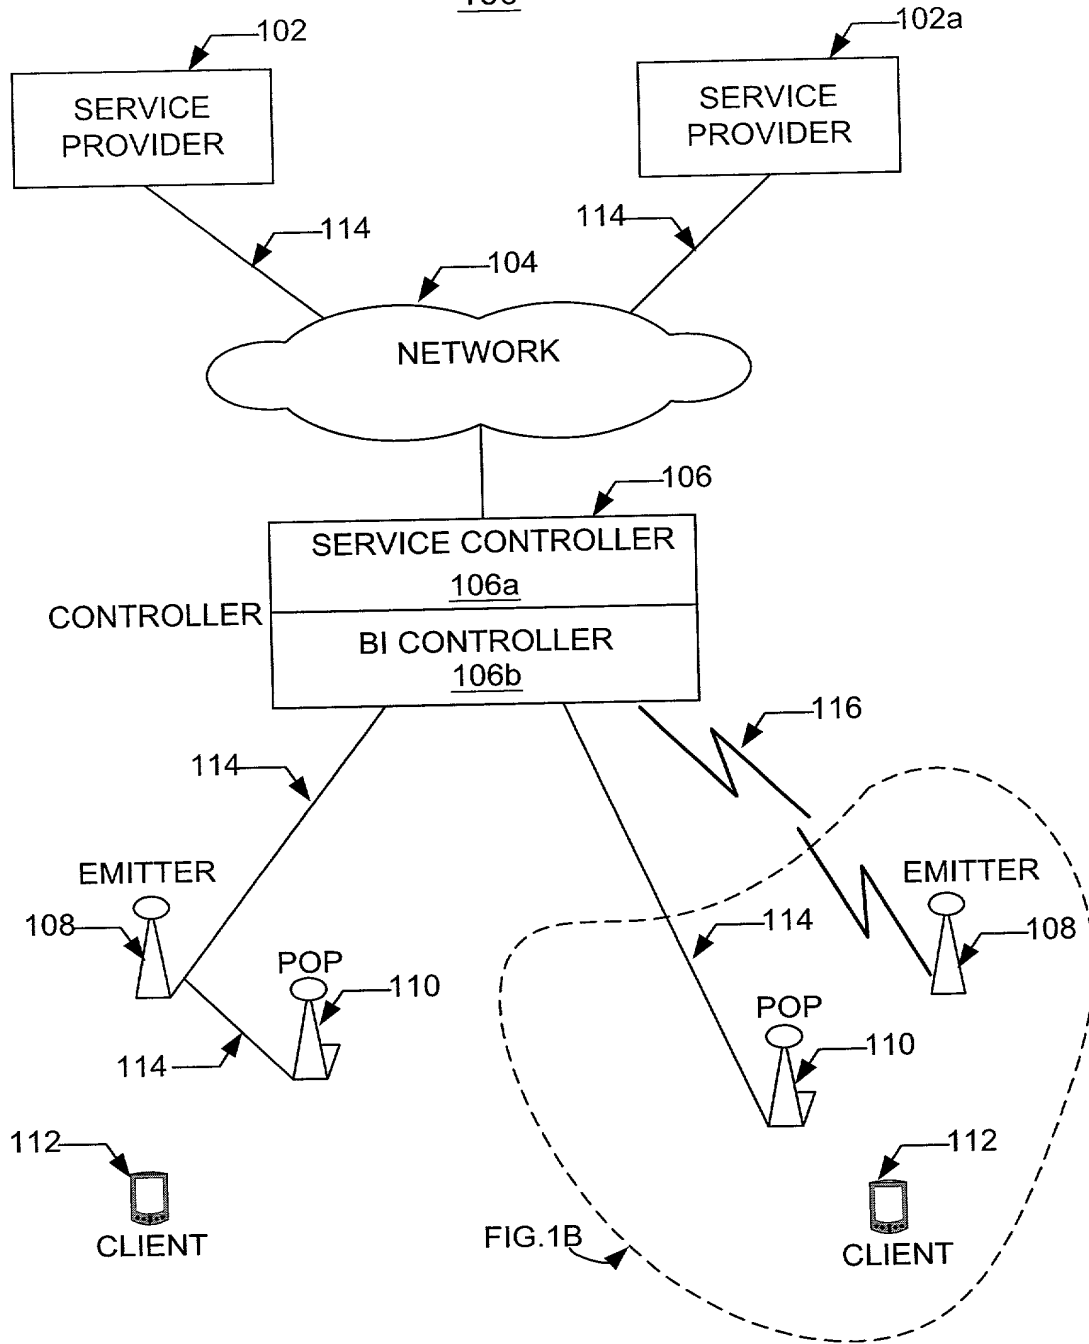 102
102a
SERVICE
PROVIDER
SERVICE
PROVIDER
114
114
104
NETWORK
106
SERVICE CONTROLLER
106a
CONTROLLER
BI CONTROLLER
106b
116
114
EMITTER
EMITTER
108
114
108
POP
110
POP
110
114
112
112
CLIENT
FIG.1B
CLIENT